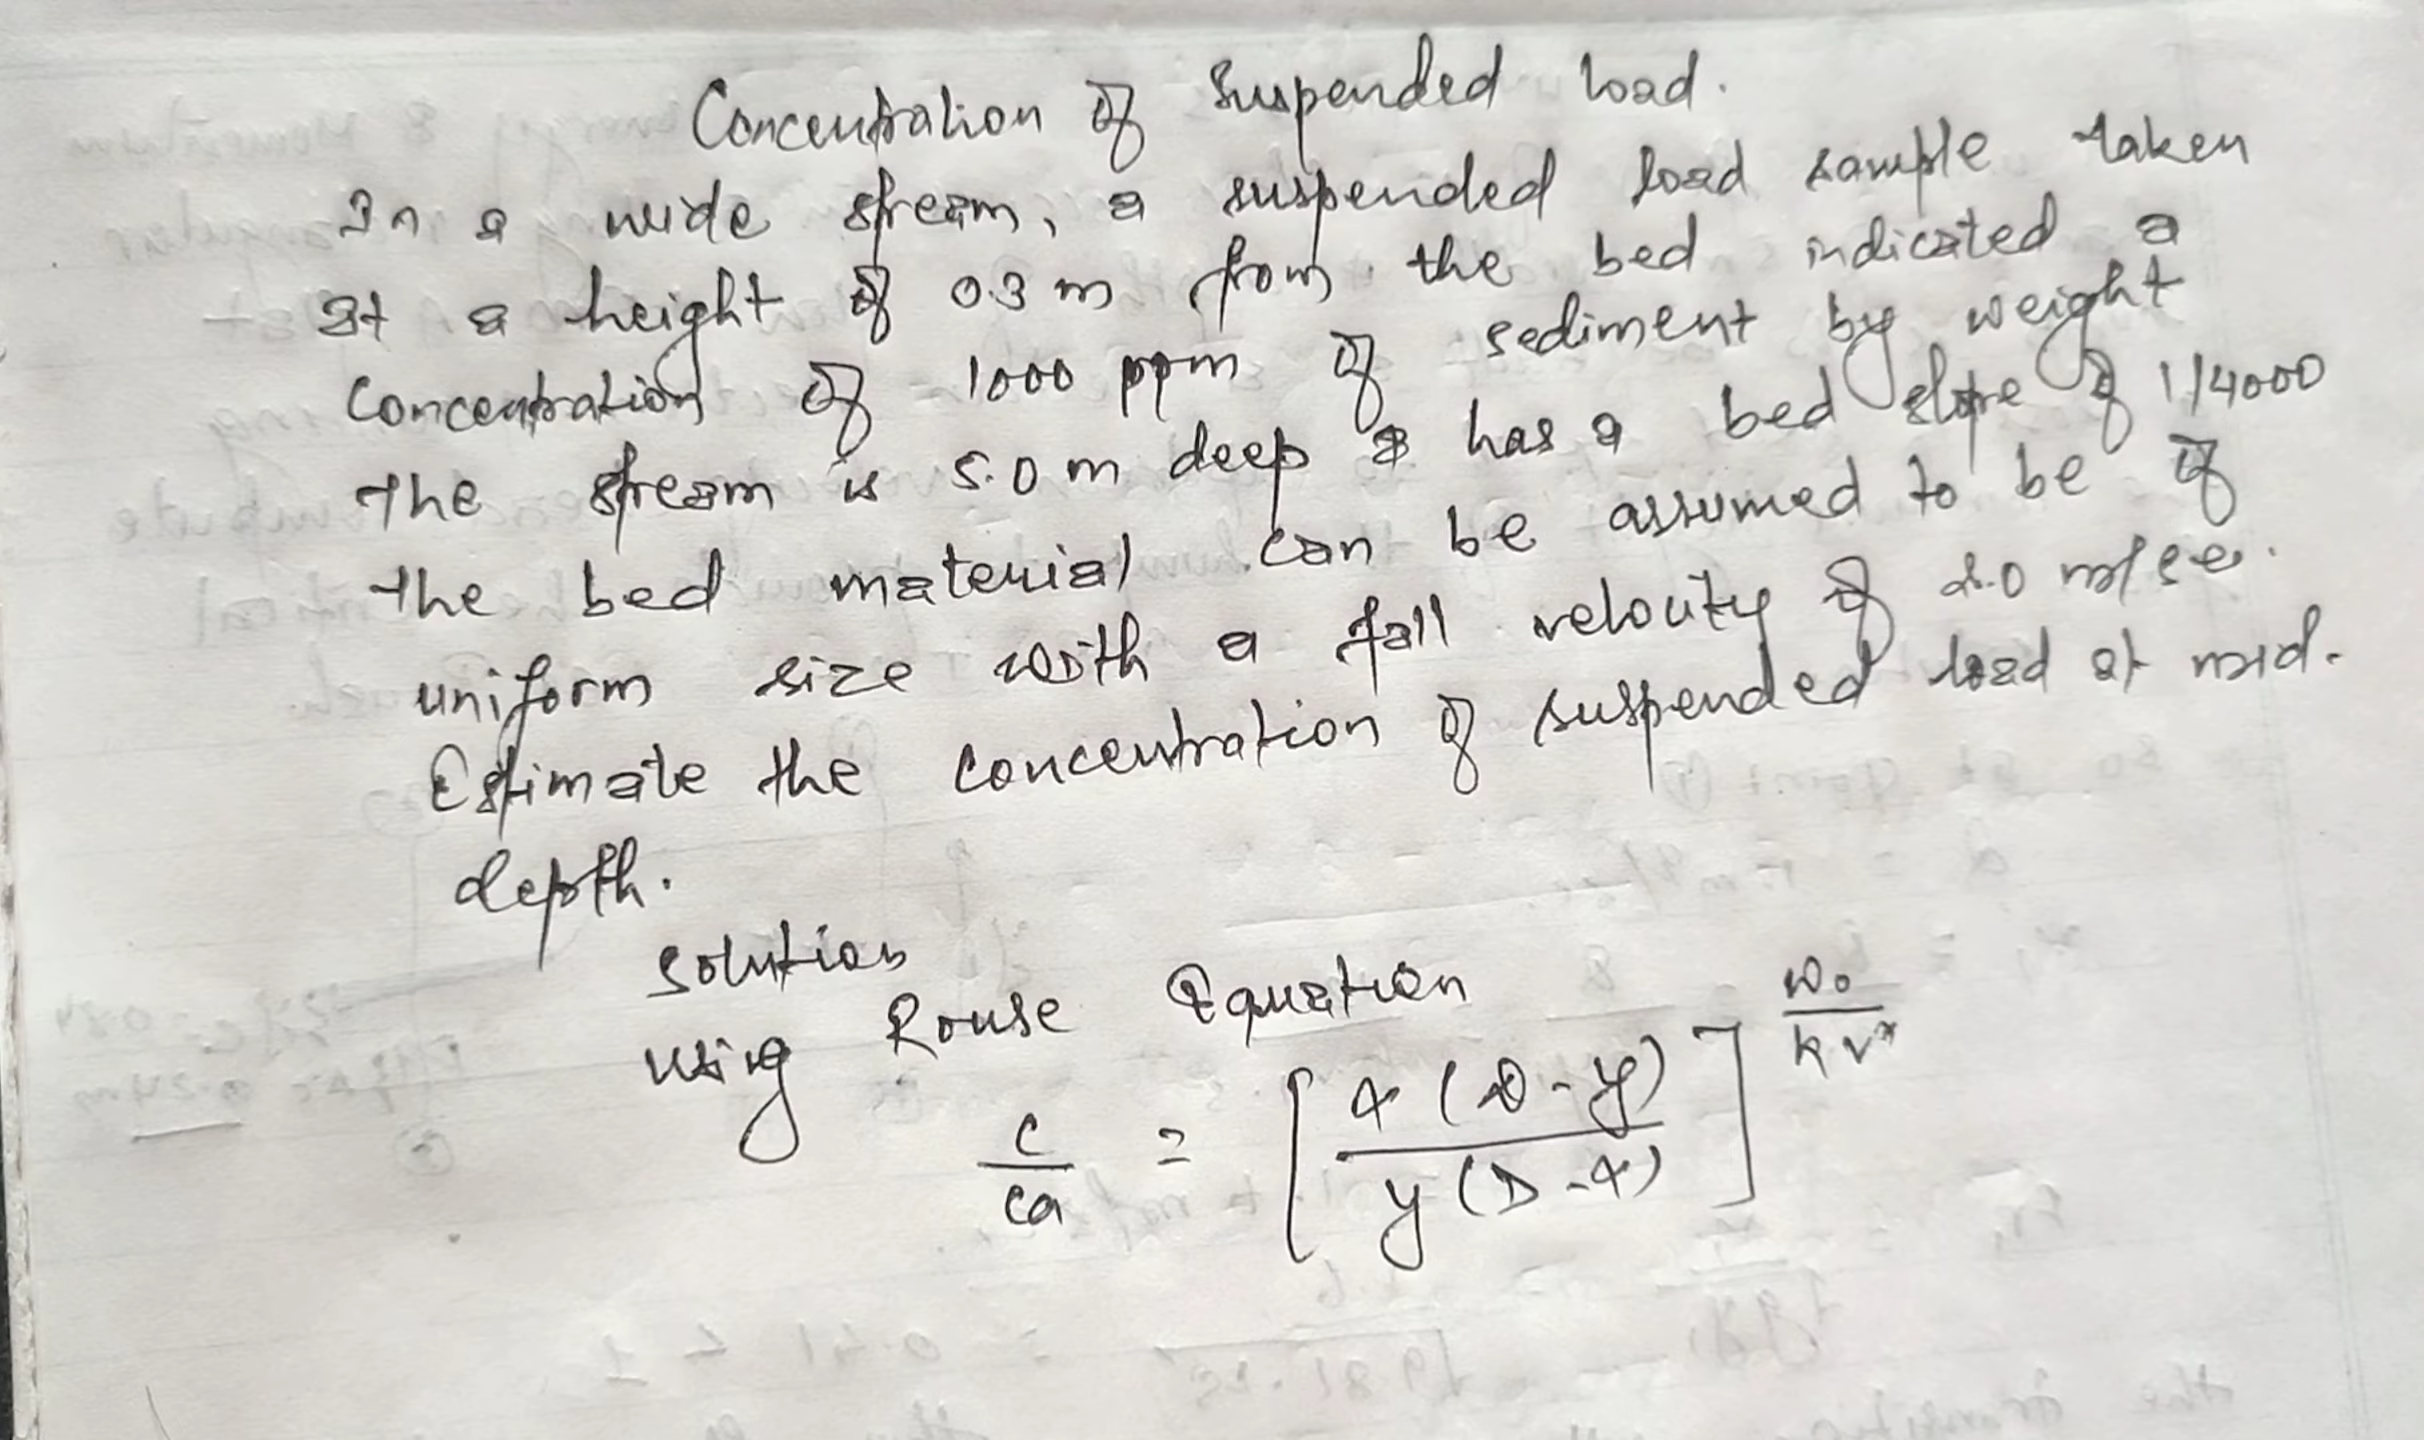 Concentration of Suspended load.
In a wide stream, a suspended load sample taken
at a height of 0.3 m from the bed indicated a
Concentration of 1000 ppm of sediment by weight
the stream is 5.0 m deep & has a bed slope of 1/4000
the bed material can be assumed to be of
uniform size with a fall velocity of 2.0 m/see.
Estimate the concentration of suspended load at mid-
depth.
Solution
Using Rouse Equation
C/Ca = [a(D-y)/y(D-a)]^(W0/kv*)